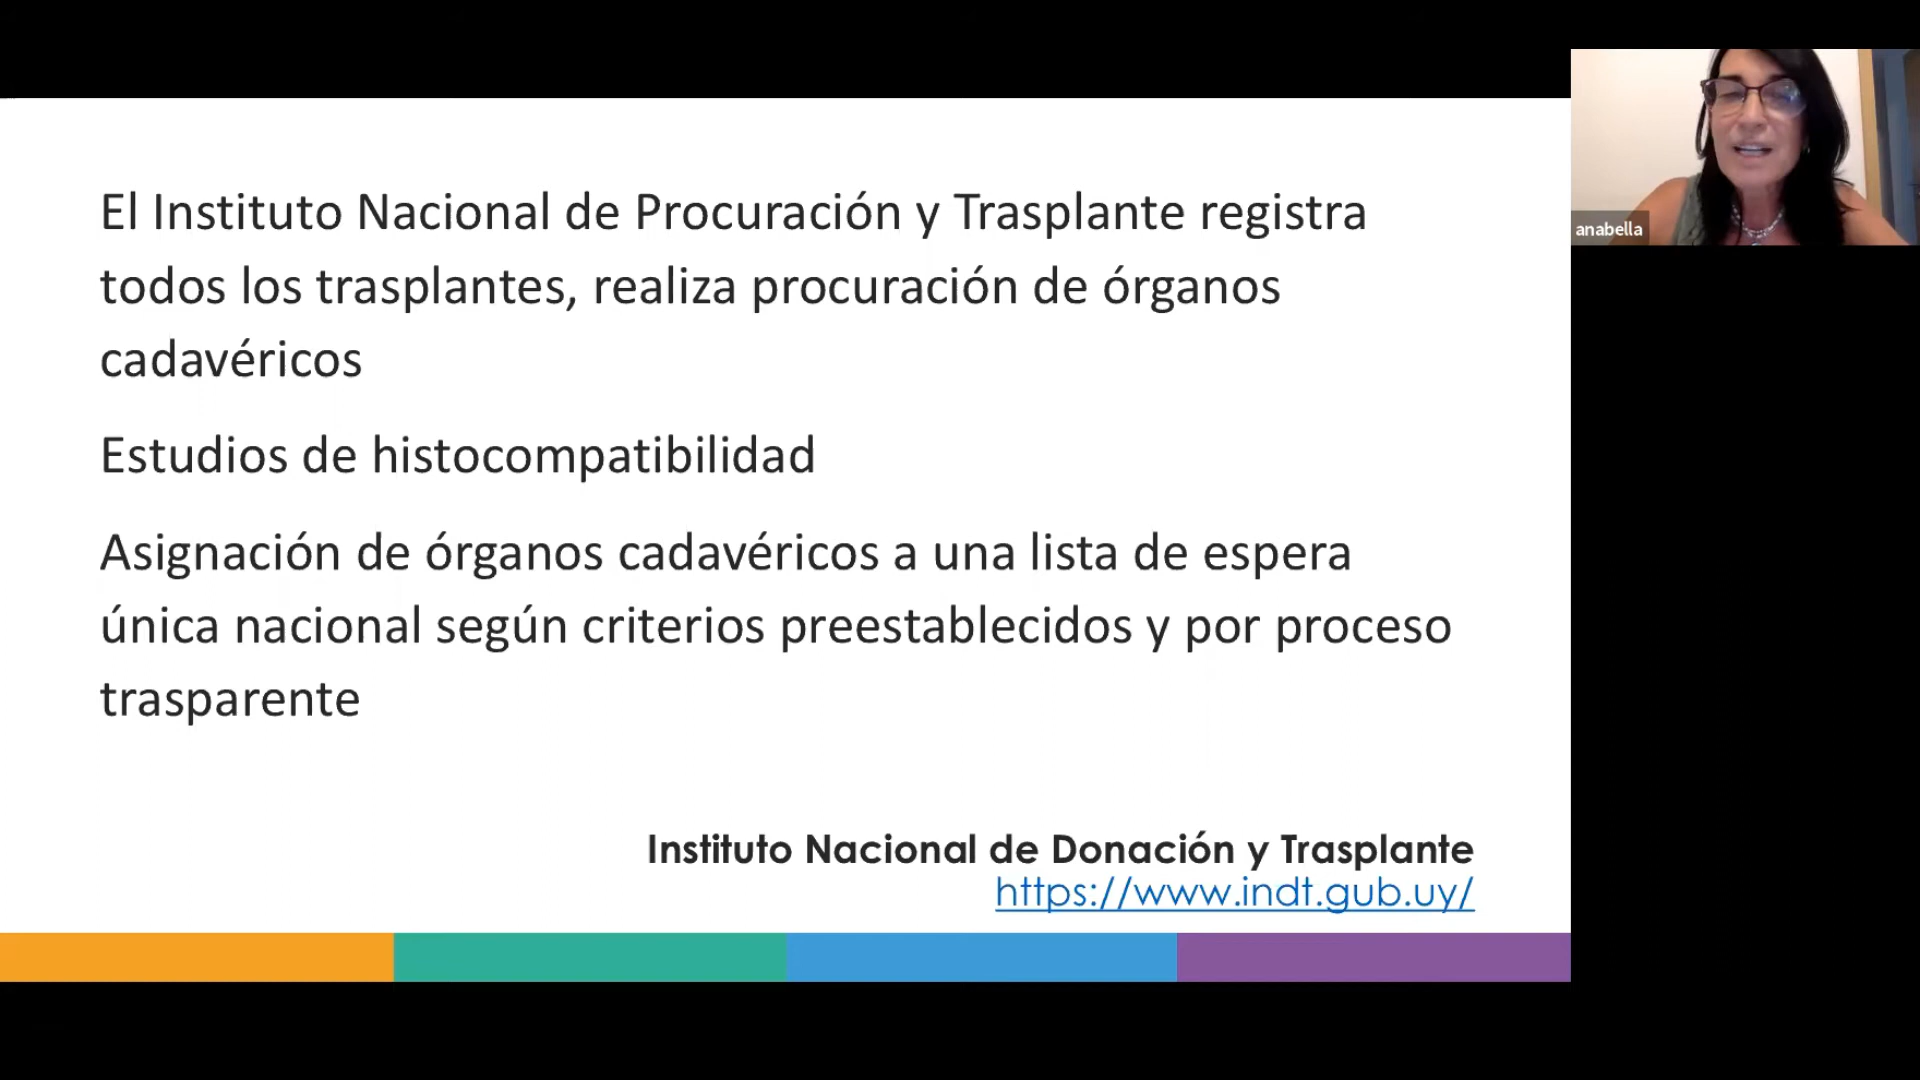 El Instituto Nacional de Procuración y Trasplante registra
todos los trasplantes, realiza procuración de órganos
cadavéricos
Estudios de histocompatibilidad
Asignación de órganos cadavéricos a una lista de espera
única nacional según criterios preestablecidos y por proceso
trasparente
Instituto Nacional de Donación y Trasplante
https://www.indt.gub.uy/
anabella